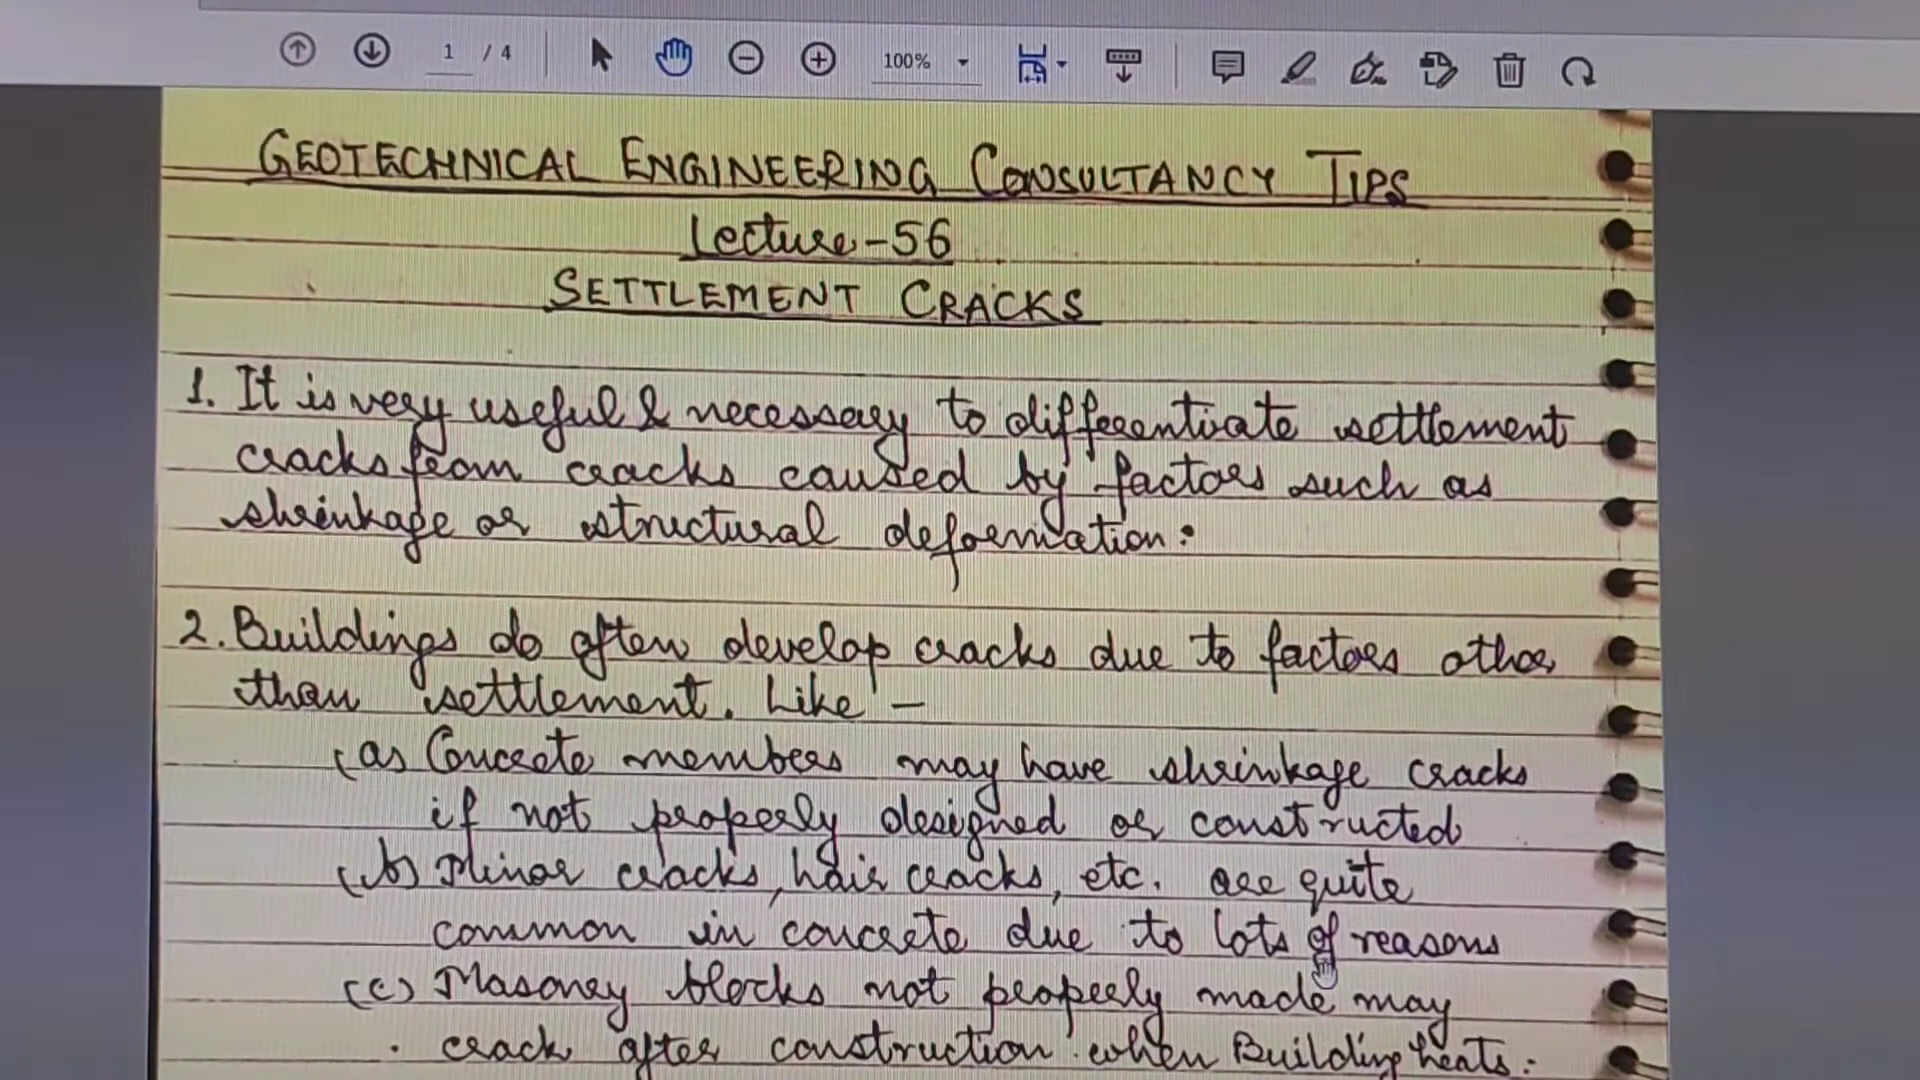 1 / 4 100%
GEOTECHNICAL ENGINEERING CONSULTANCY TIPS
Lecture-56
SETTLEMENT CRACKS
1. It is very useful & necessary to differentiate settlement
cracks from cracks caused by factors such as
shrinkage or structural deformation.
2. Buildings do often develop cracks due to factors other
than settlement. Like -
(a) Concrete members may have shrinkage cracks
if not properly designed or constructed
(b) Minor cracks, hair cracks, etc. are quite
common in concrete due to lots of reasons
(c) Masonry blocks not properly made may
crack after construction when Building heats.